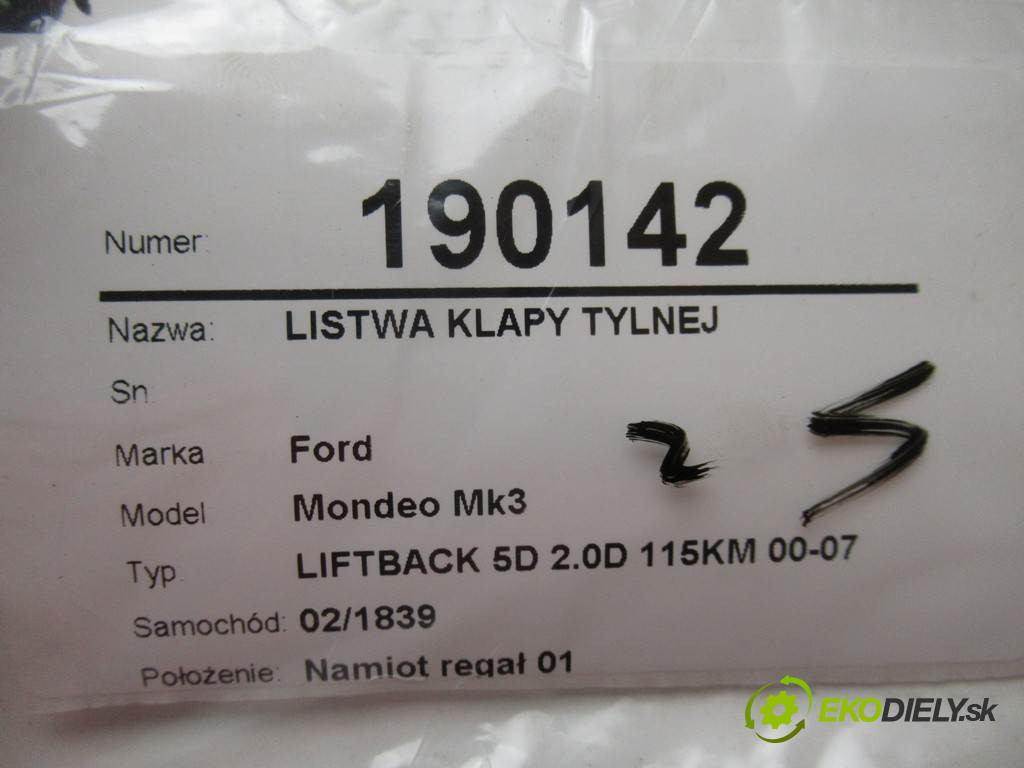 Numer: 190142
Nazwa: LISTWA KLAPY TYLNEJ
Sn
Marka Ford
Model Mondeo Mk3
Typ LIFTBACK 5D 2.0D 115KM 00-07
Samochód: 02/1839
Położenie: Namiot regał 01
EKODIELY.sk